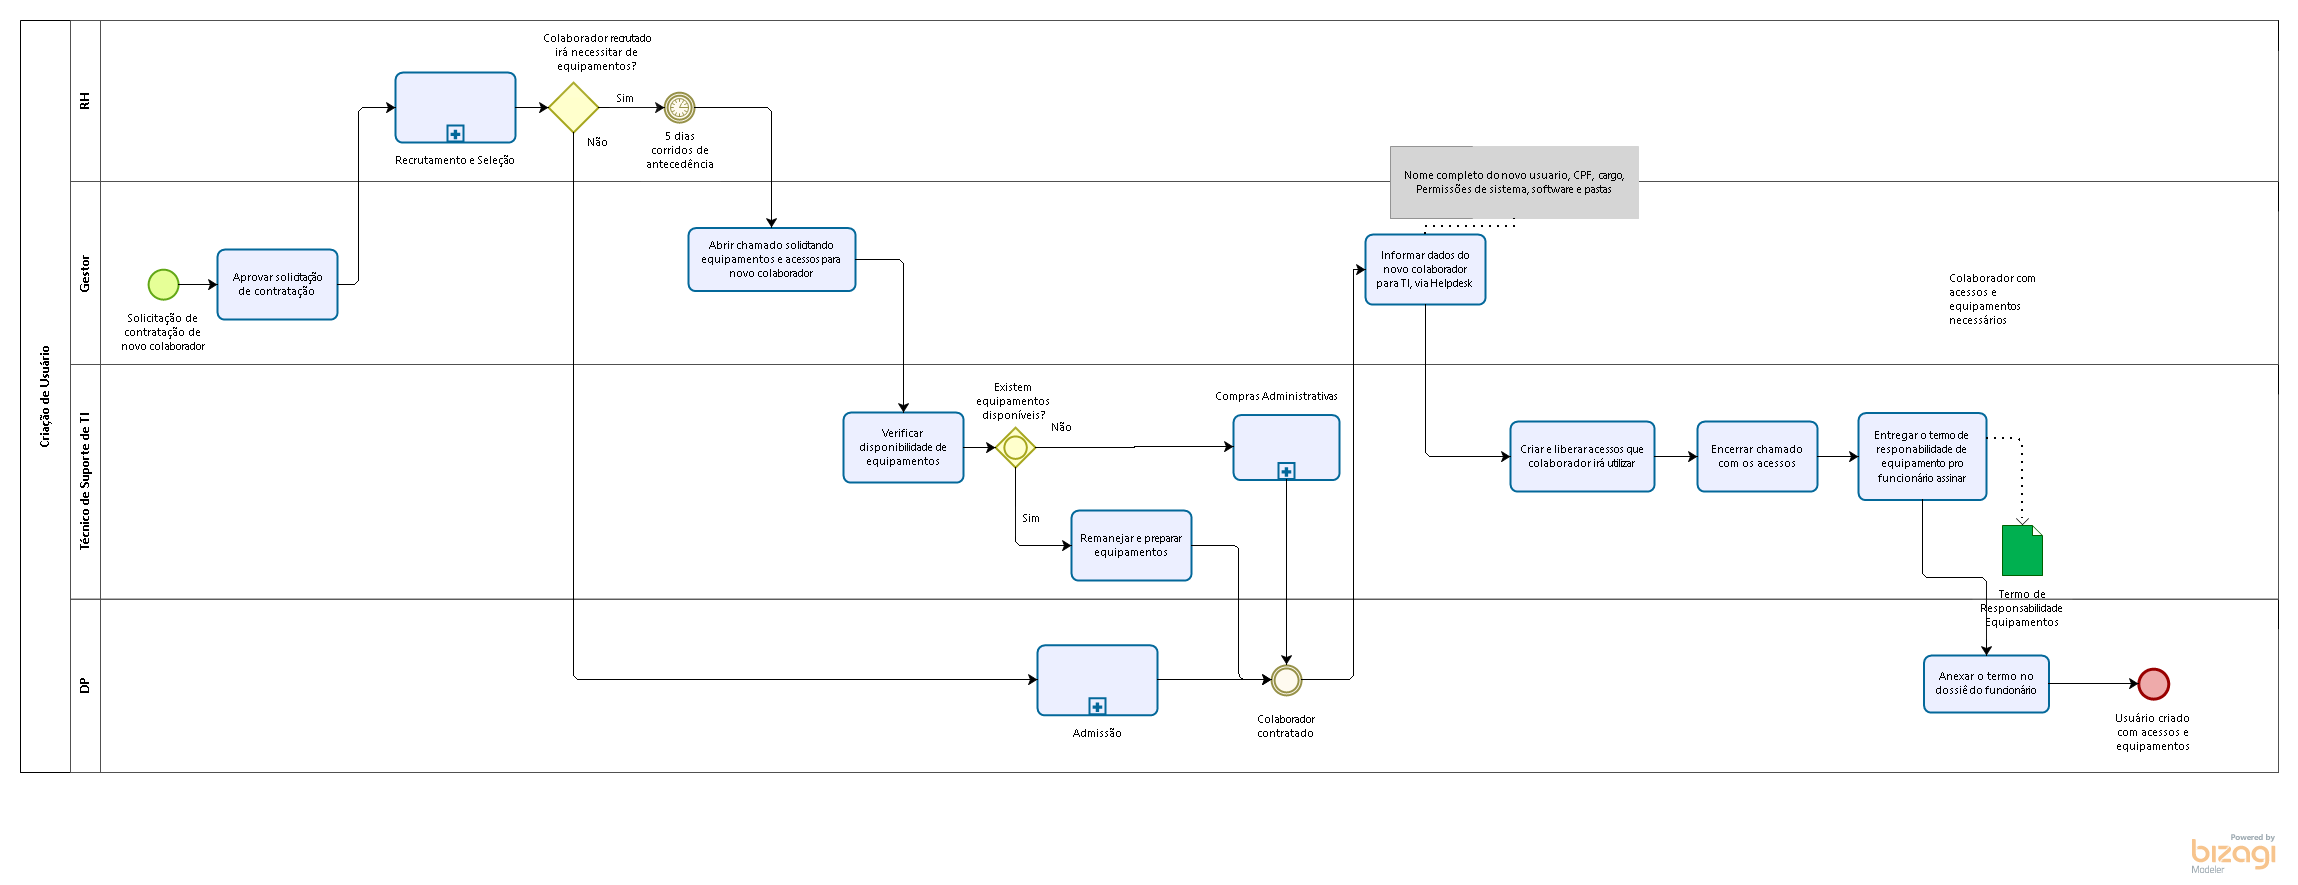 Criação de Usuário
RH
Colaborador recrutado
irá necessitar de
equipamentos?
Sim
Não
Recrutamento e Seleção
5 dias
corridos de
antecedência
Nome completo do novo usuario, CPF, cargo,
Permissões de sistema, software e pastas
Gestor
Solicitação de
contratação de
novo colaborador
Aprovar solicitação
de contratação
Abrir chamado solicitando
equipamentos e acessos para
novo colaborador
Informar dados do
novo colaborador
para TI, via Helpdesk
Colaborador com
acessos e
equipamentos
necessários
Técnico de Suporte de TI
Verificar
disponibilidade de
equipamentos
Existem
equipamentos
disponíveis?
Não
Sim
Compras Administrativas
Remanejar e preparar
equipamentos
Criar e liberar acessos que
colaborador irá utilizar
Encerrar chamado
com os acessos
Entregar o termo de
responabilidade de
equipamento pro
funcionário assinar
Termo de
Responsabilidade
Equipamentos
DP
Admissão
Colaborador
contratado
Anexar o termo no
dossiê do funcionário
Usuário criado
com acessos e
equipamentos
Powered by
bizagi
Modeler